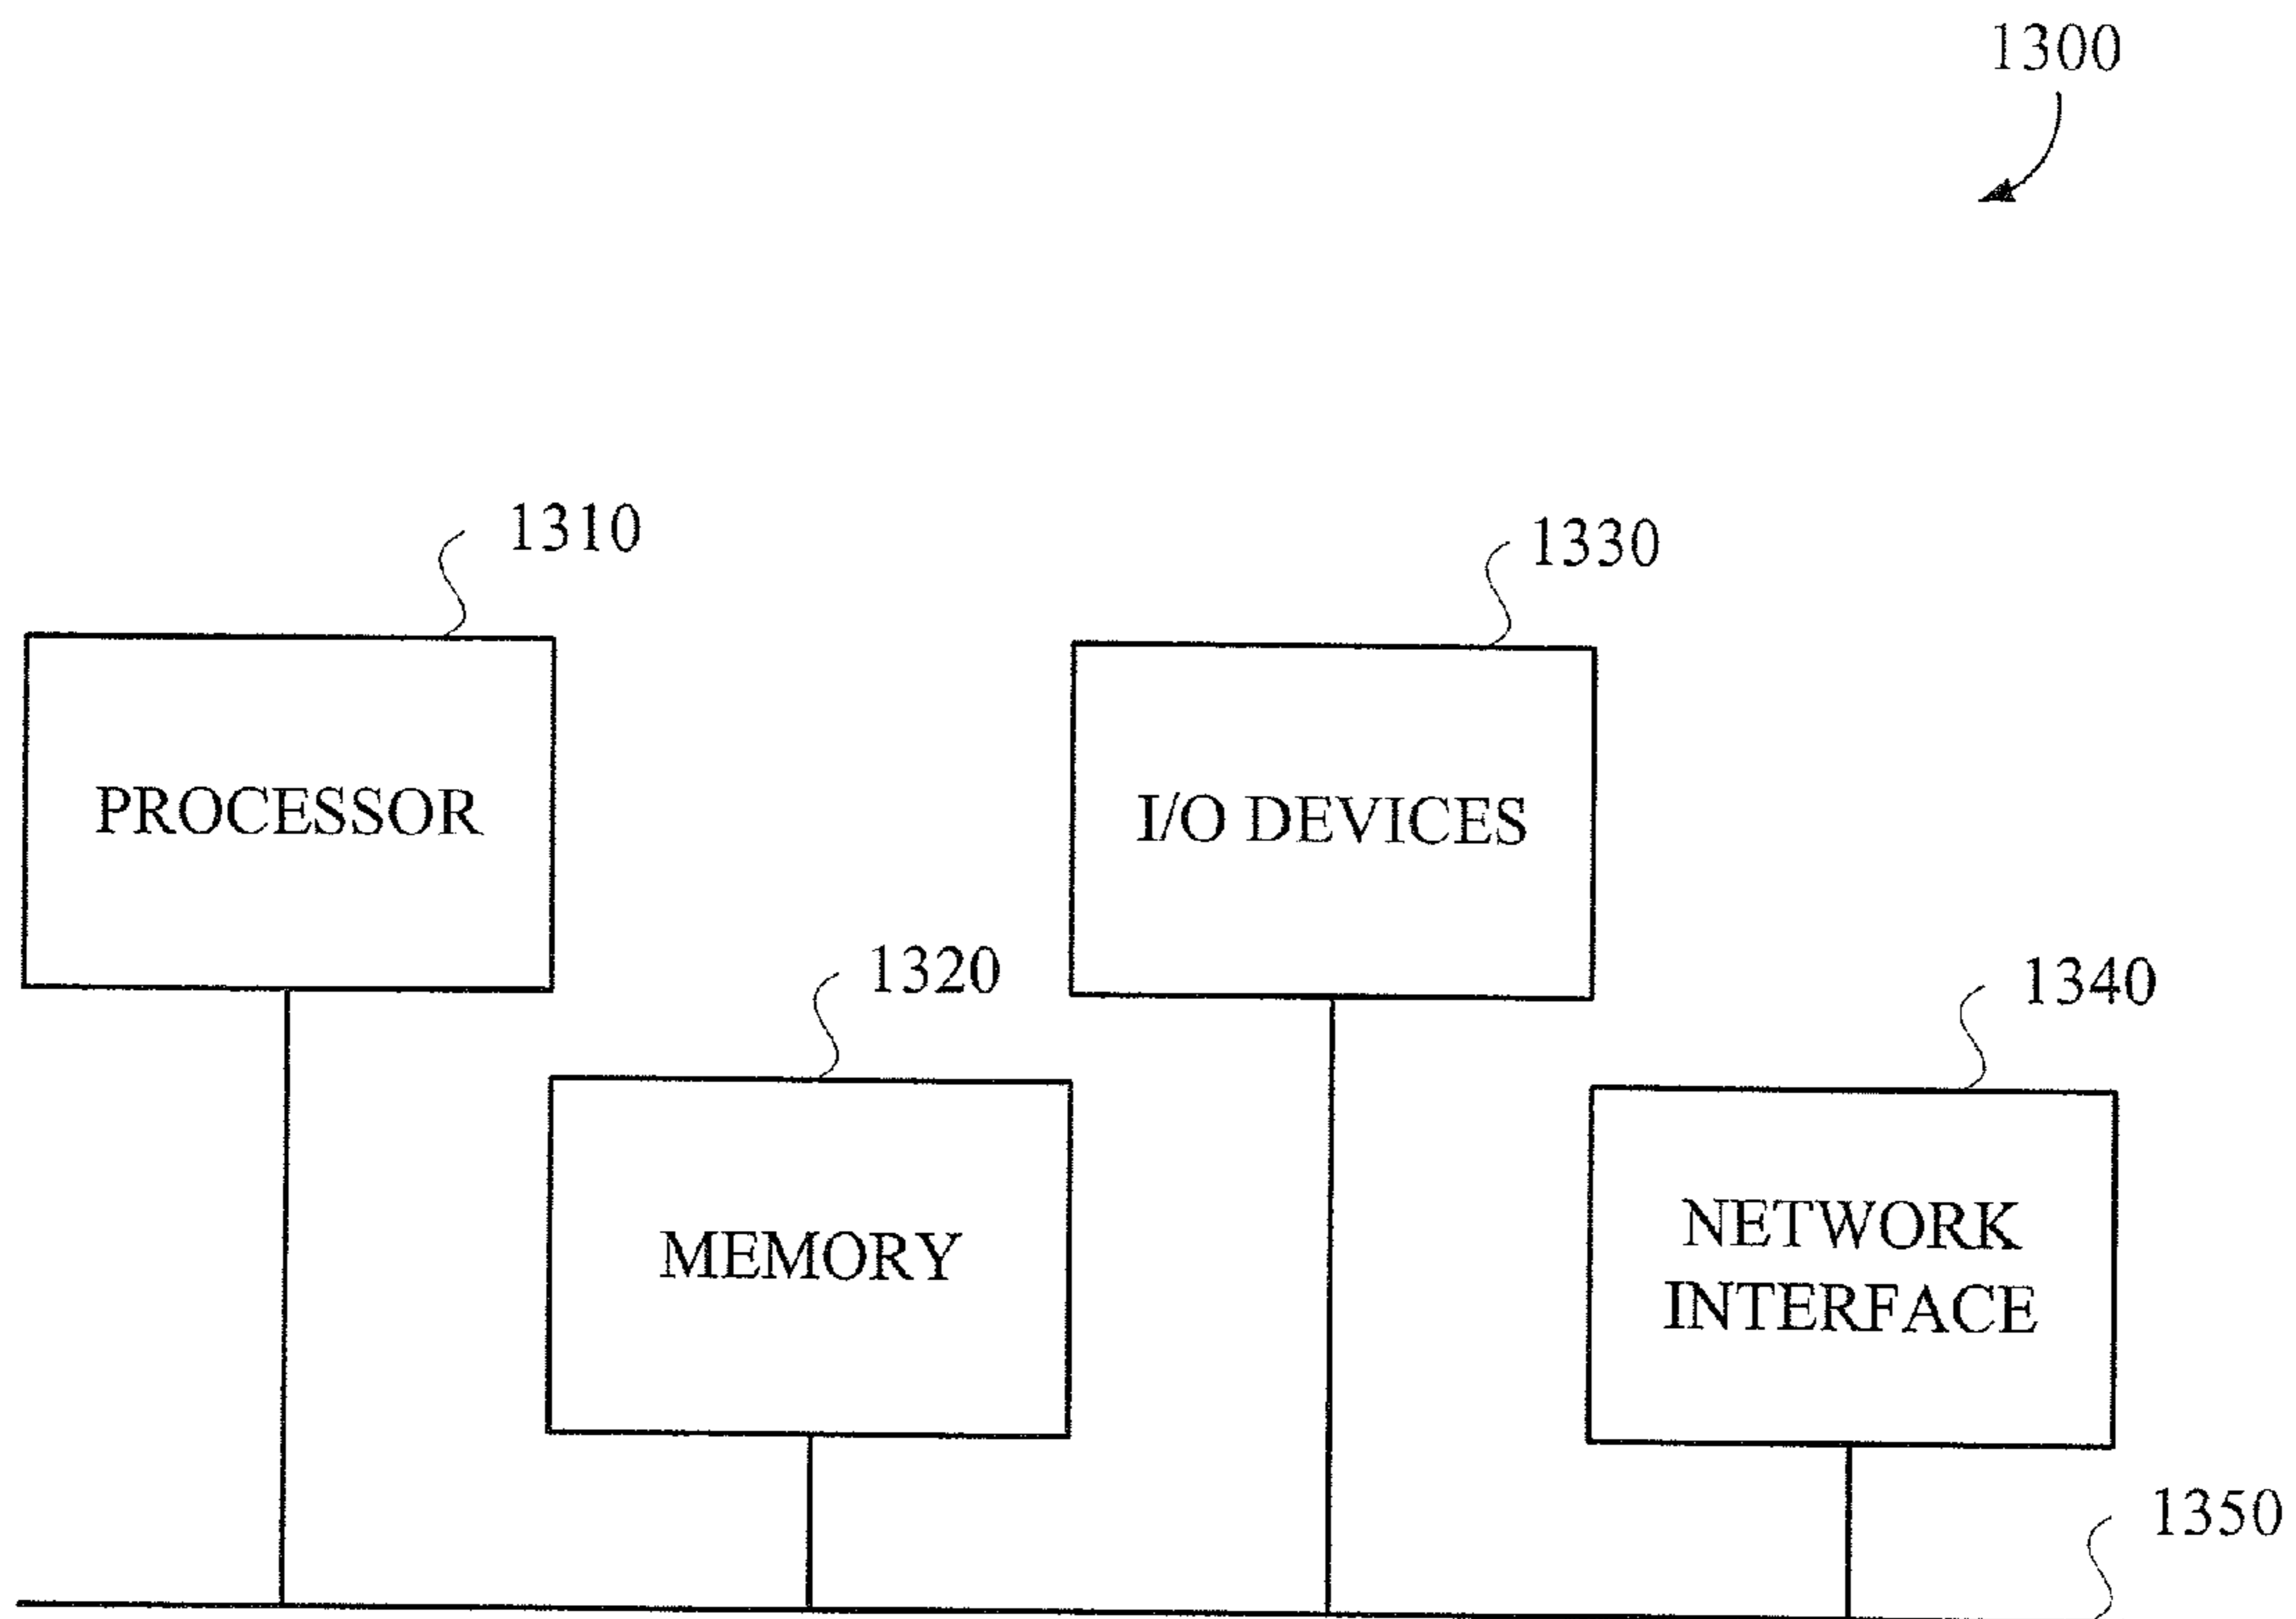 1300
1310
1330
PROCESSOR
I/O DEVICES
1320
1340
MEMORY
NETWORK
INTERFACE
1350